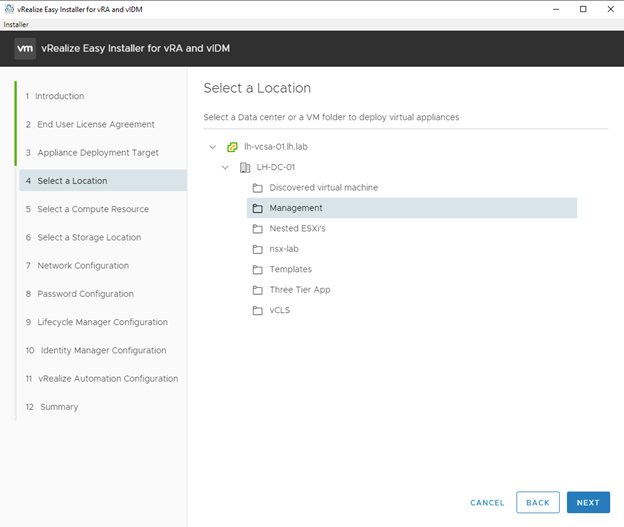 vRealize Easy Installer for vRA and vIDM
Installer
vm vRealize Easy Installer for vRA and vIDM
1 Introduction
2 End User License Agreement
3 Appliance Deployment Target
4 Select a Location
5 Select a Compute Resource
6 Select a Storage Location
7 Network Configuration
8 Password Configuration
9 Lifecycle Manager Configuration
10 Identity Manager Configuration
11 vRealize Automation Configuration
12 Summary
Select a Location
Select a Data center or a VM folder to deploy virtual appliances
lh-vcsa-01.lh.lab
LH-DC-01
Discovered virtual machine
Management
Nested ESXi's
nsx-lab
Templates
Three Tier App
vCLS
CANCEL BACK NEXT